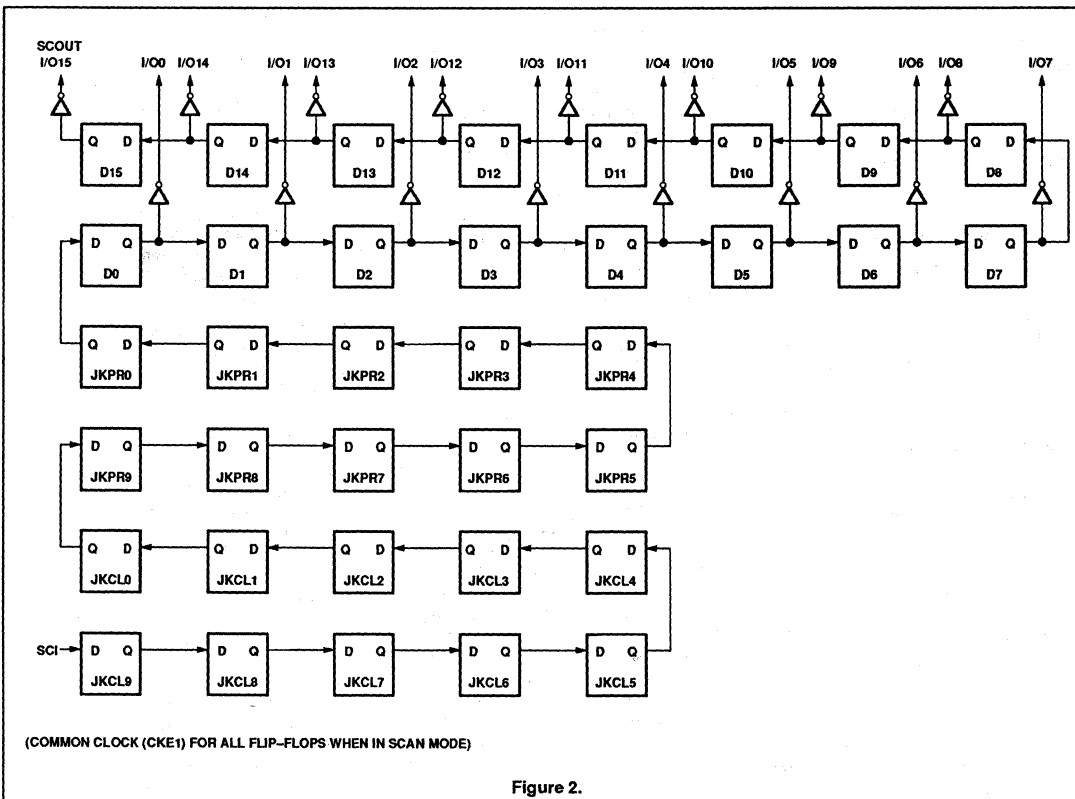 SCOUT
I/O15 I/O0 I/O14 I/O1 I/O13 I/O2 I/O12 I/O3 I/O11 I/O4 I/O10 I/O5 I/O9 I/O6 I/O8 I/O7
Q D Q D Q D Q D Q D Q D Q D Q D
D15 D14 D13 D12 D11 D10 D9 D8
D Q D Q D Q D Q D Q D Q D Q D Q
D0 D1 D2 D3 D4 D5 D6 D7
Q D Q D Q D Q D Q D
JKPR0 JKPR1 JKPR2 JKPR3 JKPR4
D Q D Q D Q D Q D Q
JKPR9 JKPR8 JKPR7 JKPR6 JKPR5
Q D Q D Q D Q D Q D
JKCL0 JKCL1 JKCL2 JKCL3 JKCL4
SCI D Q D Q D Q D Q D Q
JKCL9 JKCL8 JKCL7 JKCL6 JKCL5
(COMMON CLOCK (CKE1) FOR ALL FLIP–FLOPS WHEN IN SCAN MODE)
Figure 2.